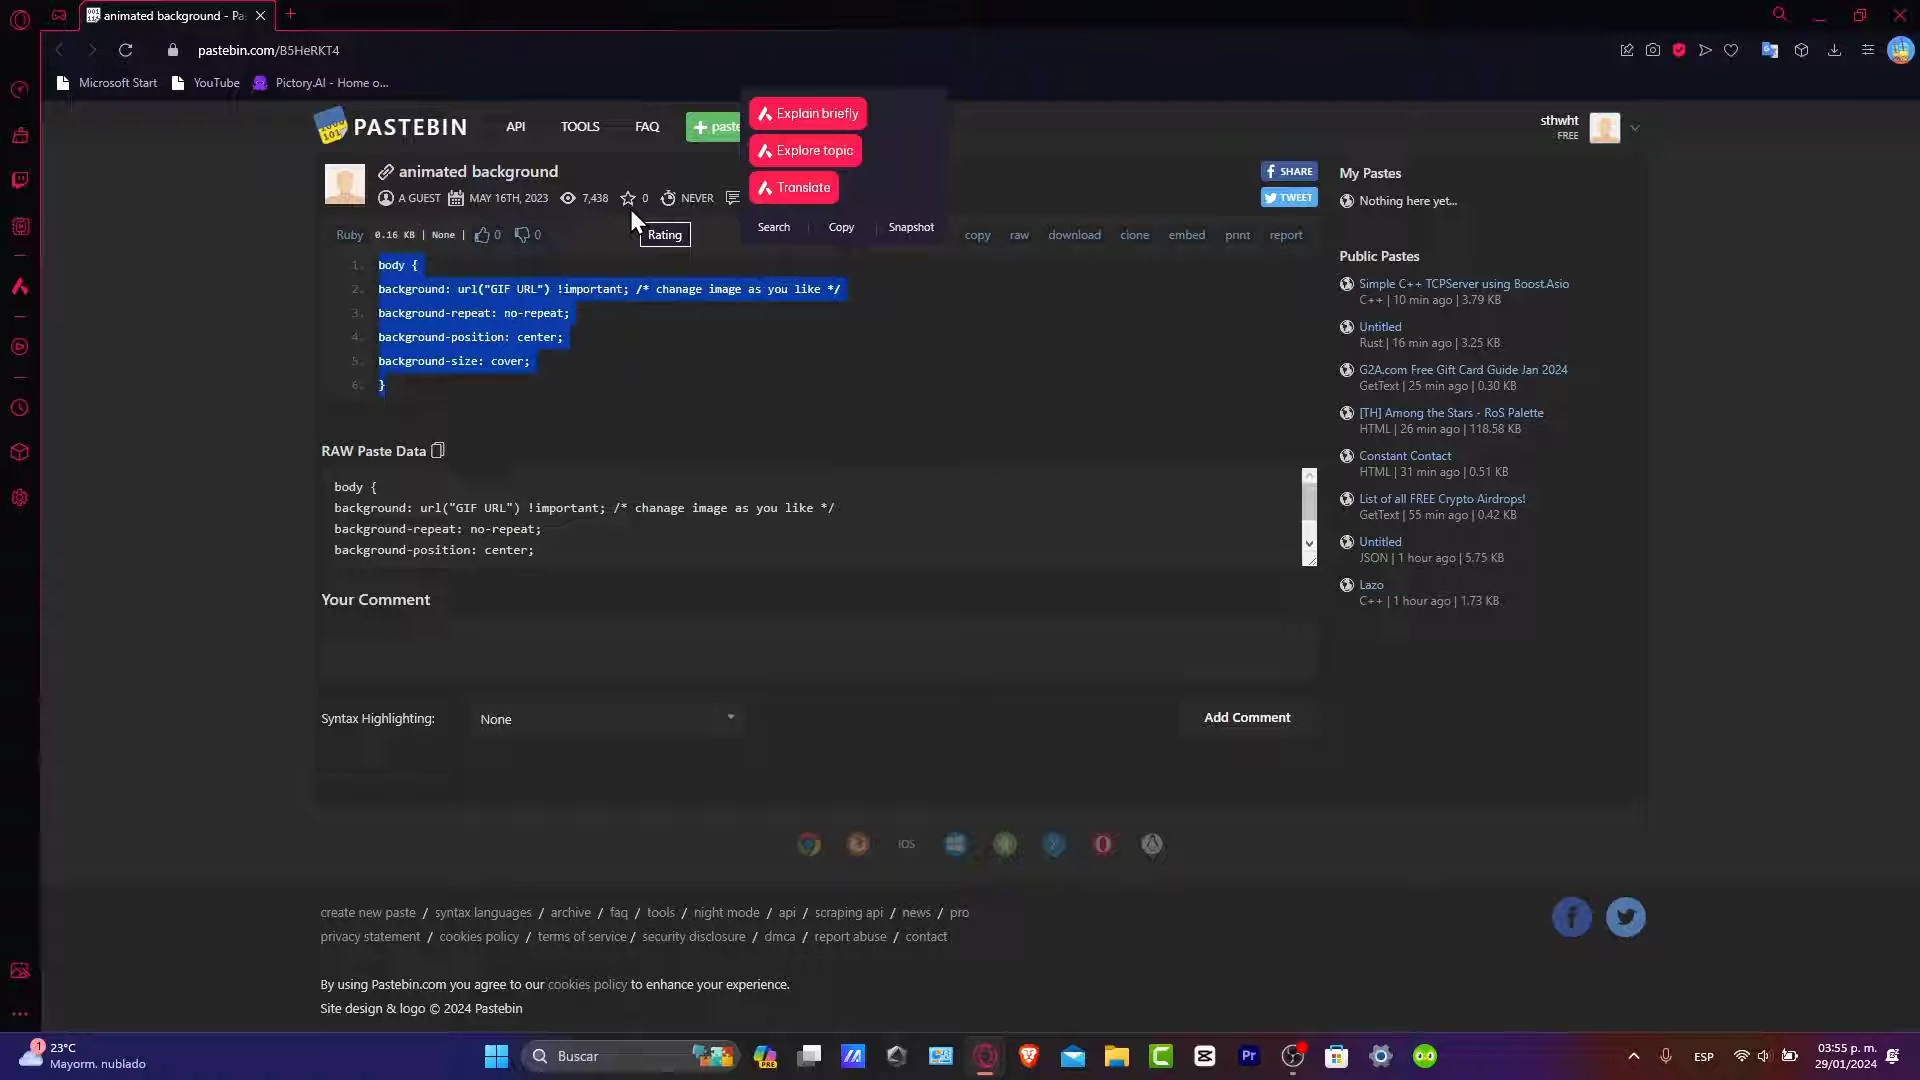 animated background - Pa
pastebin.com/B5HeRKT4
Microsoft Start
YouTube
Pictory.AI - Home o...
PASTEBIN
API
TOOLS
FAQ
+ paste
Explain briefly
Explore topic
Translate
Search
Copy
Snapshot
sthwht
FREE
animated background
A GUEST
MAY 16TH, 2023
7,438
0
NEVER
SHARE
TWEET
Rating
Ruby
0.16 KB | None |
0
0
copy
raw
download
clone
embed
print
report
1. body {
2. background: url("GIF URL") !important; /* chanage image as you like */
3. background-repeat: no-repeat;
4. background-position: center;
5. background-size: cover;
6. }
RAW Paste Data
body {
background: url("GIF URL") !important; /* chanage image as you like */
background-repeat: no-repeat;
background-position: center;
Your Comment
Syntax Highlighting:
None
Add Comment
My Pastes
Nothing here yet...
Public Pastes
Simple C++ TCPServer using Boost.Asio
C++ | 10 min ago | 3.79 KB
Untitled
Rust | 16 min ago | 3.25 KB
G2A.com Free Gift Card Guide Jan 2024
GetText | 25 min ago | 0.30 KB
[TH] Among the Stars - RoS Palette
HTML | 26 min ago | 118.58 KB
Constant Contact
HTML | 31 min ago | 0.51 KB
List of all FREE Crypto Airdrops!
GetText | 55 min ago | 0.42 KB
Untitled
JSON | 1 hour ago | 5.75 KB
Lazo
C++ | 1 hour ago | 1.73 KB
iOS
create new paste / syntax languages / archive / faq / tools / night mode / api / scraping api / news / pro
privacy statement / cookies policy / terms of service / security disclosure / dmca / report abuse / contact
By using Pastebin.com you agree to our cookies policy to enhance your experience.
Site design & logo © 2024 Pastebin
1
23°C
Mayorm. nublado
Buscar
PRE
Pr
ESP
03:55 p. m.
29/01/2024